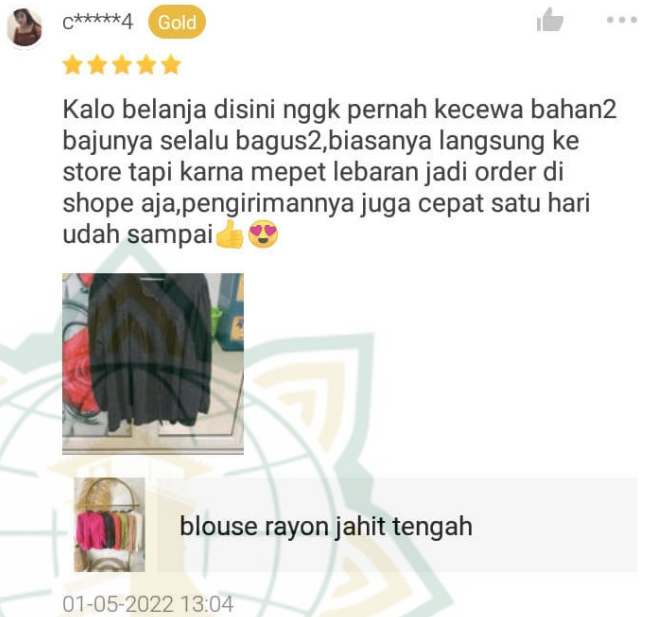 c*****4 Gold
Kalo belanja disini nggk pernah kecewa bahan2
bajunya selalu bagus2,biasanya langsung ke
store tapi karna mepet lebaran jadi order di
shope aja,pengirimannya juga cepat satu hari
udah sampai👍😍
blouse rayon jahit tengah
01-05-2022 13:04